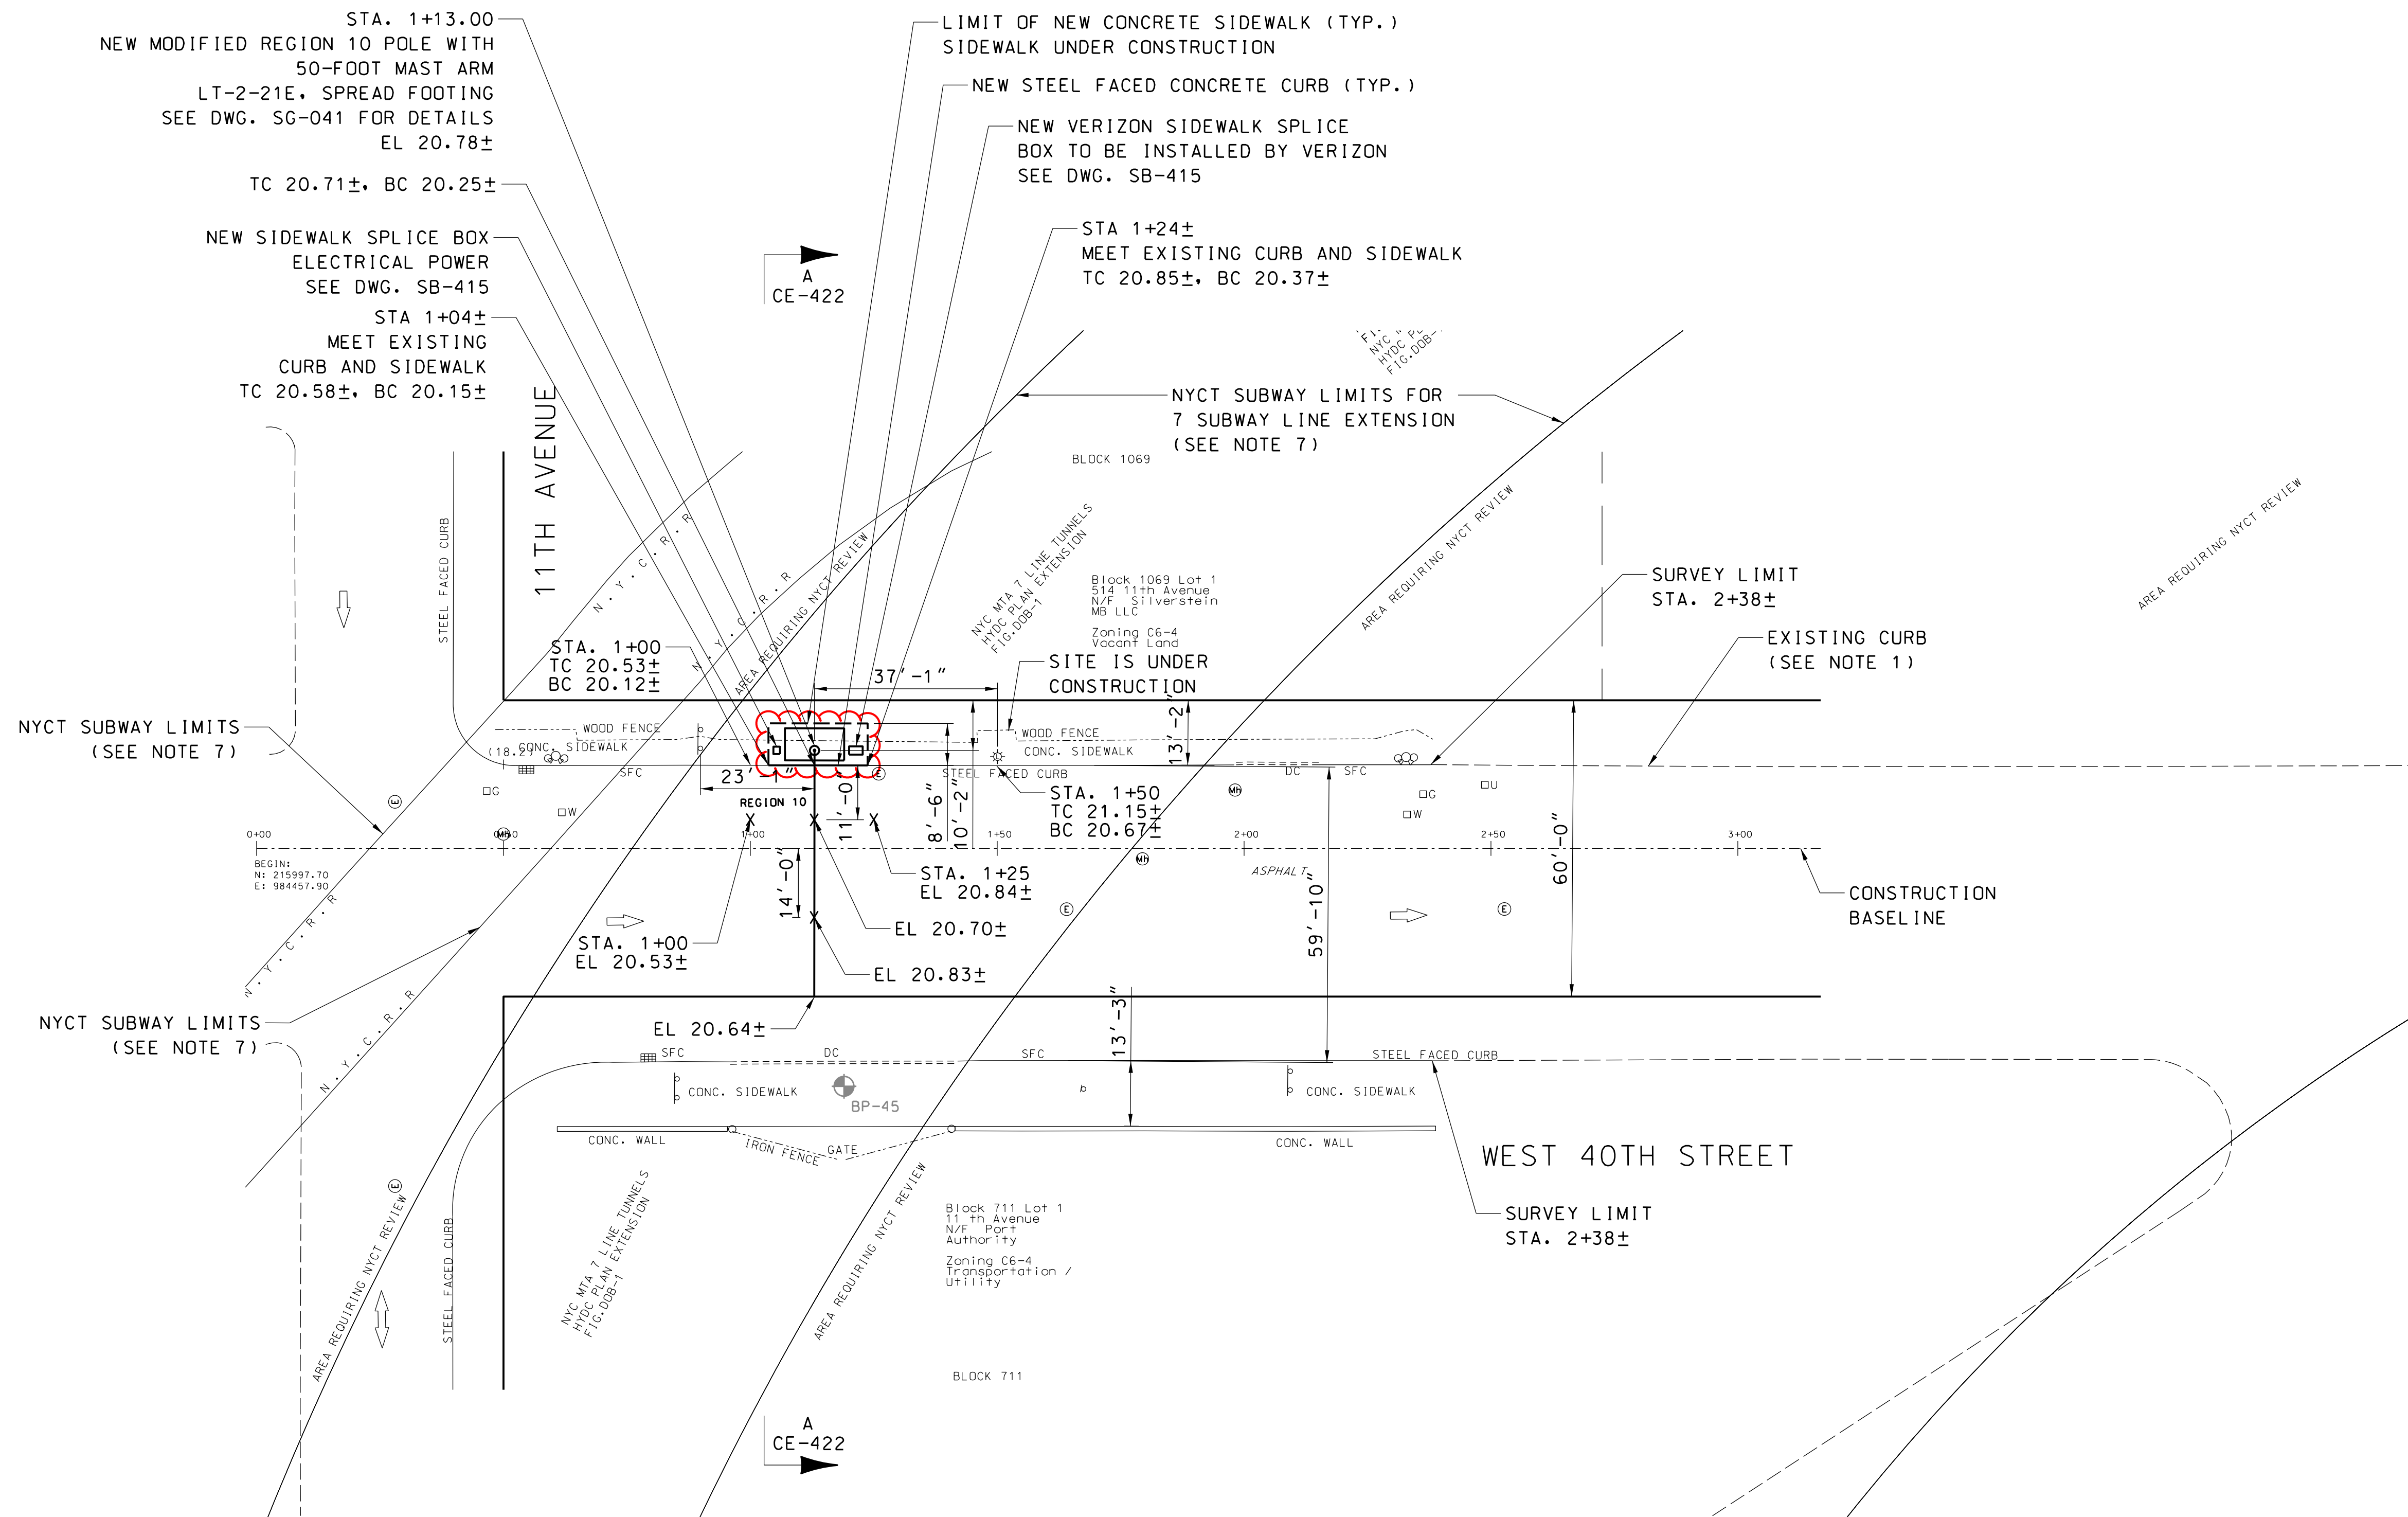 STA. 1+13.00
NEW MODIFIED REGION 10 POLE WITH
50-FOOT MAST ARM
LT-2-21E, SPREAD FOOTING
SEE DWG. SG-041 FOR DETAILS
EL 20.78±
TC 20.71±, BC 20.25±
NEW SIDEWALK SPLICE BOX
ELECTRICAL POWER
SEE DWG. SB-415
STA 1+04±
MEET EXISTING
CURB AND SIDEWALK
TC 20.58±, BC 20.15±
LIMIT OF NEW CONCRETE SIDEWALK (TYP.)
SIDEWALK UNDER CONSTRUCTION
NEW STEEL FACED CONCRETE CURB (TYP.)
NEW VERIZON SIDEWALK SPLICE
BOX TO BE INSTALLED BY VERIZON
SEE DWG. SB-415
STA 1+24±
MEET EXISTING CURB AND SIDEWALK
TC 20.85±, BC 20.37±
A
CE-422
NYC
HYDC
FIG.DOB-1
NYCT SUBWAY LIMITS FOR
7 SUBWAY LINE EXTENSION
(SEE NOTE 7)
BLOCK 1069
11TH AVENUE
STEEL FACED CURB
N.Y.C.R.R
N.Y.C.R.R
AREA REQUIRING NYCT REVIEW
NYC MTA 7 LINE TUNNELS
HYDC PLAN EXTENSION
FIG.DOB-1
Block 1069 Lot 1
514 11th Avenue
N/F Silverstein
MB LLC
Zoning C6-4
Vacant Land
AREA REQUIRING NYCT REVIEW
AREA REQUIRING NYCT REVIEW
SURVEY LIMIT
STA. 2+38±
EXISTING CURB
(SEE NOTE 1)
STA. 1+00
TC 20.53±
BC 20.12±
37'-1"
SITE IS UNDER
CONSTRUCTION
NYCT SUBWAY LIMITS
(SEE NOTE 7)
WOOD FENCE
(18.2)
CONC. SIDEWALK
WOOD FENCE
CONC. SIDEWALK
13'-2"
SFC
23'-1"
E
STEEL FACED CURB
DC
SFC
G
W
REGION 10
11'-0
8'-6"
10'-2"
STA. 1+50
TC 21.15±
BC 20.67±
Mh
G
U
W
E
0+00
0+50
Mh
1+00
1+50
2+00
2+50
3+00
BEGIN:
N: 215997.70
E: 984457.90
14'-0"
Mh
ASPHALT
60'-0"
59'-10"
STA. 1+25
EL 20.84±
CONSTRUCTION
BASELINE
E
E
EL 20.70±
STA. 1+00
EL 20.53±
EL 20.83±
N.Y.C.R.R
N.Y.C.R.R
NYCT SUBWAY LIMITS
(SEE NOTE 7)
EL 20.64±
13'-3"
SFC
DC
SFC
STEEL FACED CURB
CONC. SIDEWALK
BP-45
CONC. SIDEWALK
CONC. WALL
IRON FENCE
GATE
CONC. WALL
WEST 40TH STREET
SURVEY LIMIT
STA. 2+38±
E
AREA REQUIRING NYCT REVIEW
STEEL FACED CURB
NYC MTA 7 LINE TUNNELS
HYDC PLAN EXTENSION
FIG.DOB-1
AREA REQUIRING NYCT REVIEW
Block 711 Lot 1
11 th Avenue
N/F Port
Authority
Zoning C6-4
Transportation /
Utility
BLOCK 711
A
CE-422